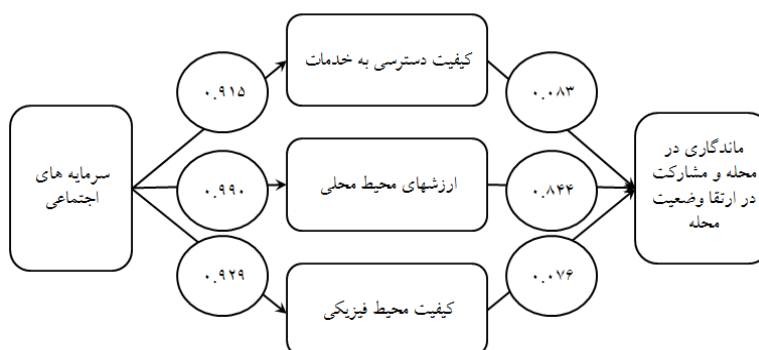 کیفیت دسترسی به خدمات
۰.۹۱۵
۰.۰۸۳
سرمایه های
اجتماعی
۰.۹۹۰
ارزشهای محیط محلی
۰.۸۴۴
ماندگاری در
محله و مشارکت
در ارتقا وضعیت
محله
۰.۹۲۹
کیفیت محیط فیزیکی
۰.۰۷۶